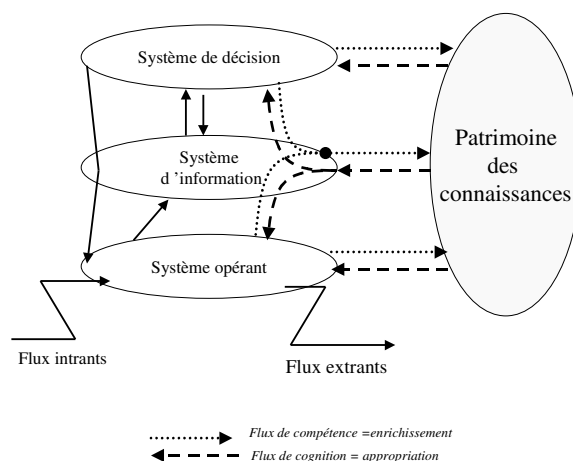 Système de décision
Système
d ’information
Système opérant
Patrimoine
des
connaissances
Flux intrants
Flux extrants
Flux de compétence =enrichissement
Flux de cognition = appropriation